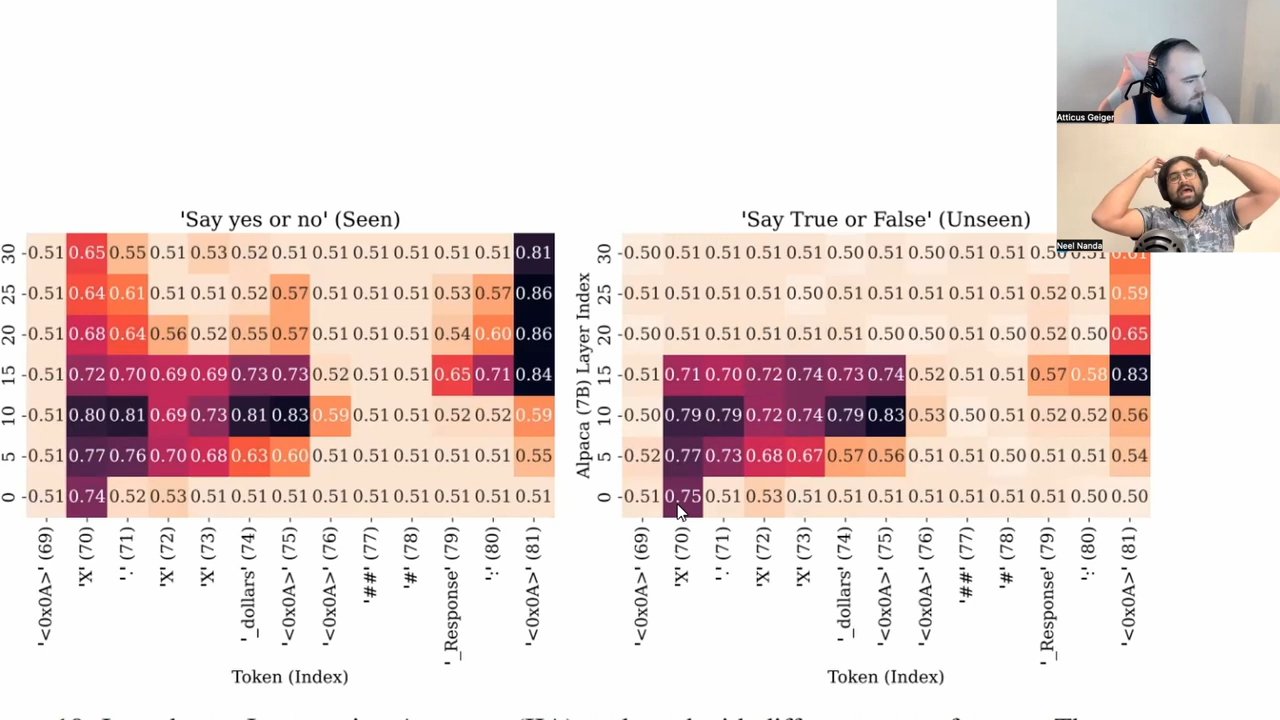 Atticus Geiger
Neel Nanda
'Say yes or no' (Seen)
30 0.51 0.65 0.55 0.51 0.53 0.52 0.51 0.51 0.51 0.51 0.51 0.51 0.81
25 0.51 0.64 0.61 0.51 0.51 0.52 0.57 0.51 0.51 0.51 0.53 0.57 0.86
20 0.51 0.68 0.64 0.56 0.52 0.55 0.57 0.51 0.51 0.51 0.54 0.60 0.86
15 0.51 0.72 0.70 0.69 0.69 0.73 0.73 0.52 0.51 0.51 0.65 0.71 0.84
10 0.51 0.80 0.81 0.69 0.73 0.81 0.83 0.59 0.51 0.51 0.52 0.52 0.59
5 0.51 0.77 0.76 0.70 0.68 0.63 0.60 0.51 0.51 0.51 0.51 0.51 0.55
0 0.51 0.74 0.52 0.53 0.51 0.51 0.51 0.51 0.51 0.51 0.51 0.51 0.51
'<0x0A>' (69)
'X' (70)
'.' (71)
'X' (72)
'X' (73)
'_dollars' (74)
'<0x0A>' (75)
'<0x0A>' (76)
'##' (77)
'#' (78)
'_Response' (79)
':' (80)
'<0x0A>' (81)
Token (Index)
'Say True or False' (Unseen)
Alpaca (7B) Layer Index
30 0.50 0.51 0.51 0.51 0.51 0.50 0.51 0.50 0.51 0.51 0.50 0.51 0.61
25 0.51 0.51 0.51 0.51 0.50 0.51 0.51 0.51 0.51 0.51 0.52 0.51 0.59
20 0.50 0.51 0.51 0.51 0.51 0.51 0.50 0.50 0.51 0.50 0.52 0.50 0.65
15 0.51 0.71 0.70 0.72 0.74 0.73 0.74 0.52 0.51 0.51 0.57 0.58 0.83
10 0.50 0.79 0.79 0.72 0.74 0.79 0.83 0.53 0.50 0.51 0.52 0.52 0.56
5 0.52 0.77 0.73 0.68 0.67 0.57 0.56 0.51 0.51 0.50 0.51 0.51 0.54
0 0.51 0.75 0.51 0.53 0.51 0.51 0.51 0.51 0.51 0.51 0.51 0.50 0.50
'<0x0A>' (69)
'X' (70)
'.' (71)
'X' (72)
'X' (73)
'_dollars' (74)
'<0x0A>' (75)
'<0x0A>' (76)
'##' (77)
'#' (78)
'_Response' (79)
':' (80)
'<0x0A>' (81)
Token (Index)